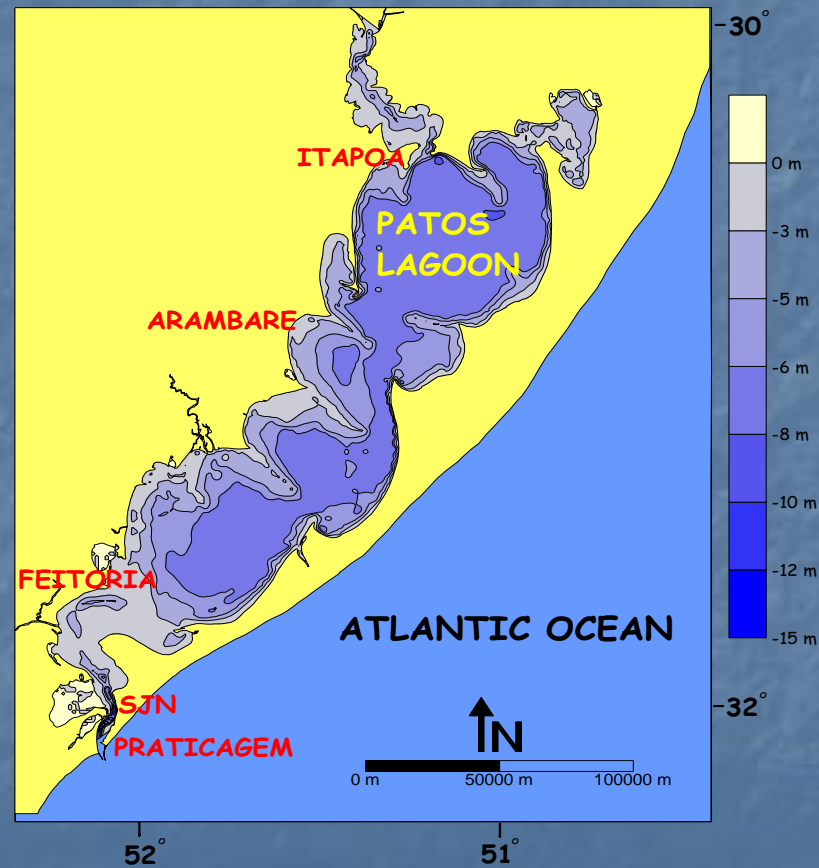 30°
ITAPOA
0 m
PATOS
-3 m
LAGOON
-5 m
ARAMBARE
-6 m
-8 m
-10 m
-12 m
FEITORIA
ATLANTIC OCEAN
-15 m
SJN
32°
N
PRATICAGEM
0 m 50000 m 100000 m
52° 51°